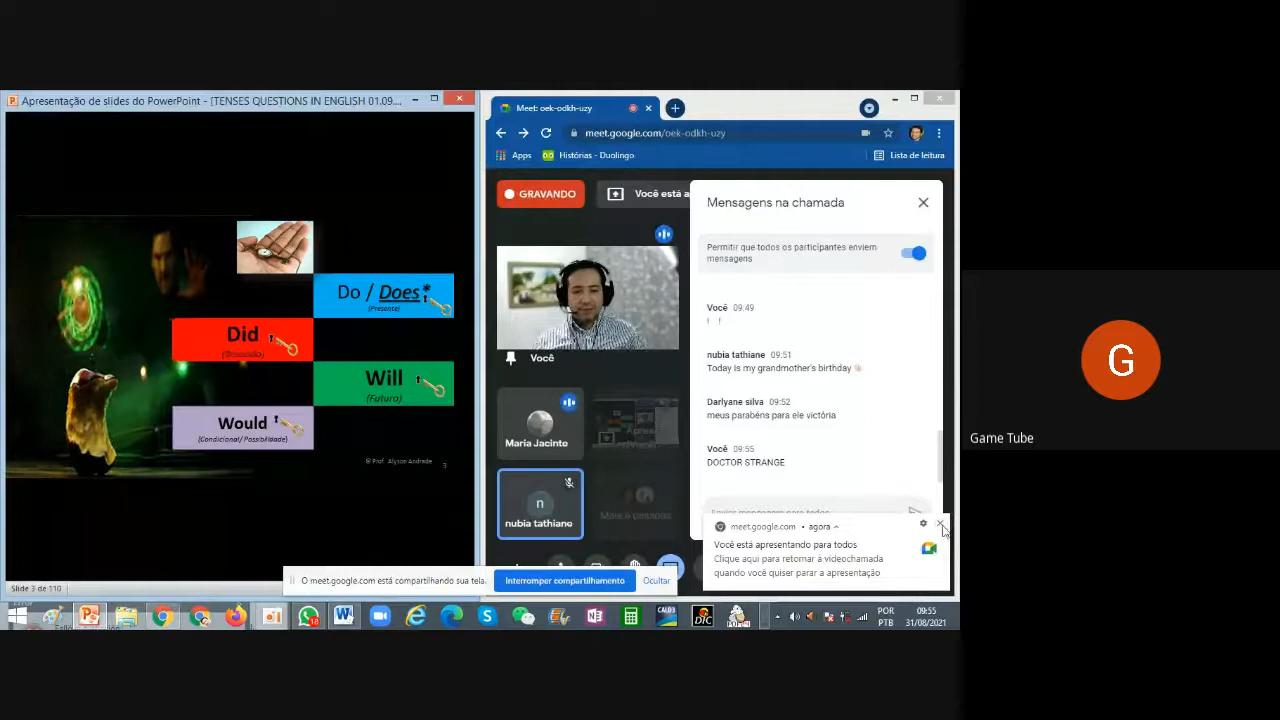 Apresentação de slides do PowerPoint - [TENSES QUESTIONS IN ENGLISH 01.09....
Do / Does*
(Presente)
Did
Will
(Futuro)
Would
(Condicional/ Possibilidade)
© Prof. Alyson Andrade
3
Slide 3 de 110
Meet: oek-odkh-uzy
meet.google.com/oek-odkh-uzy
Apps
Histórias - Duolingo
Lista de leitura
GRAVANDO
Você está a
Mensagens na chamada
Permitir que todos os participantes enviem
mensagens
Você 09:49
! !
nubia tathiane 09:51
Today is my grandmother's birthday
Darlyane silva 09:52
meus parabéns para ele victória
Você 09:55
DOCTOR STRANGE
Você
Maria Jacinto
n
nubia tathiane
meet.google.com • agora
Você está apresentando para todos
Clique aqui para retornar à videochamada
quando você quiser parar a apresentação
O meet.google.com está compartilhando sua tela.
Interromper compartilhamento
Ocultar
18
CALD3
POR
PTB
09:55
31/08/2021
G
Game Tube